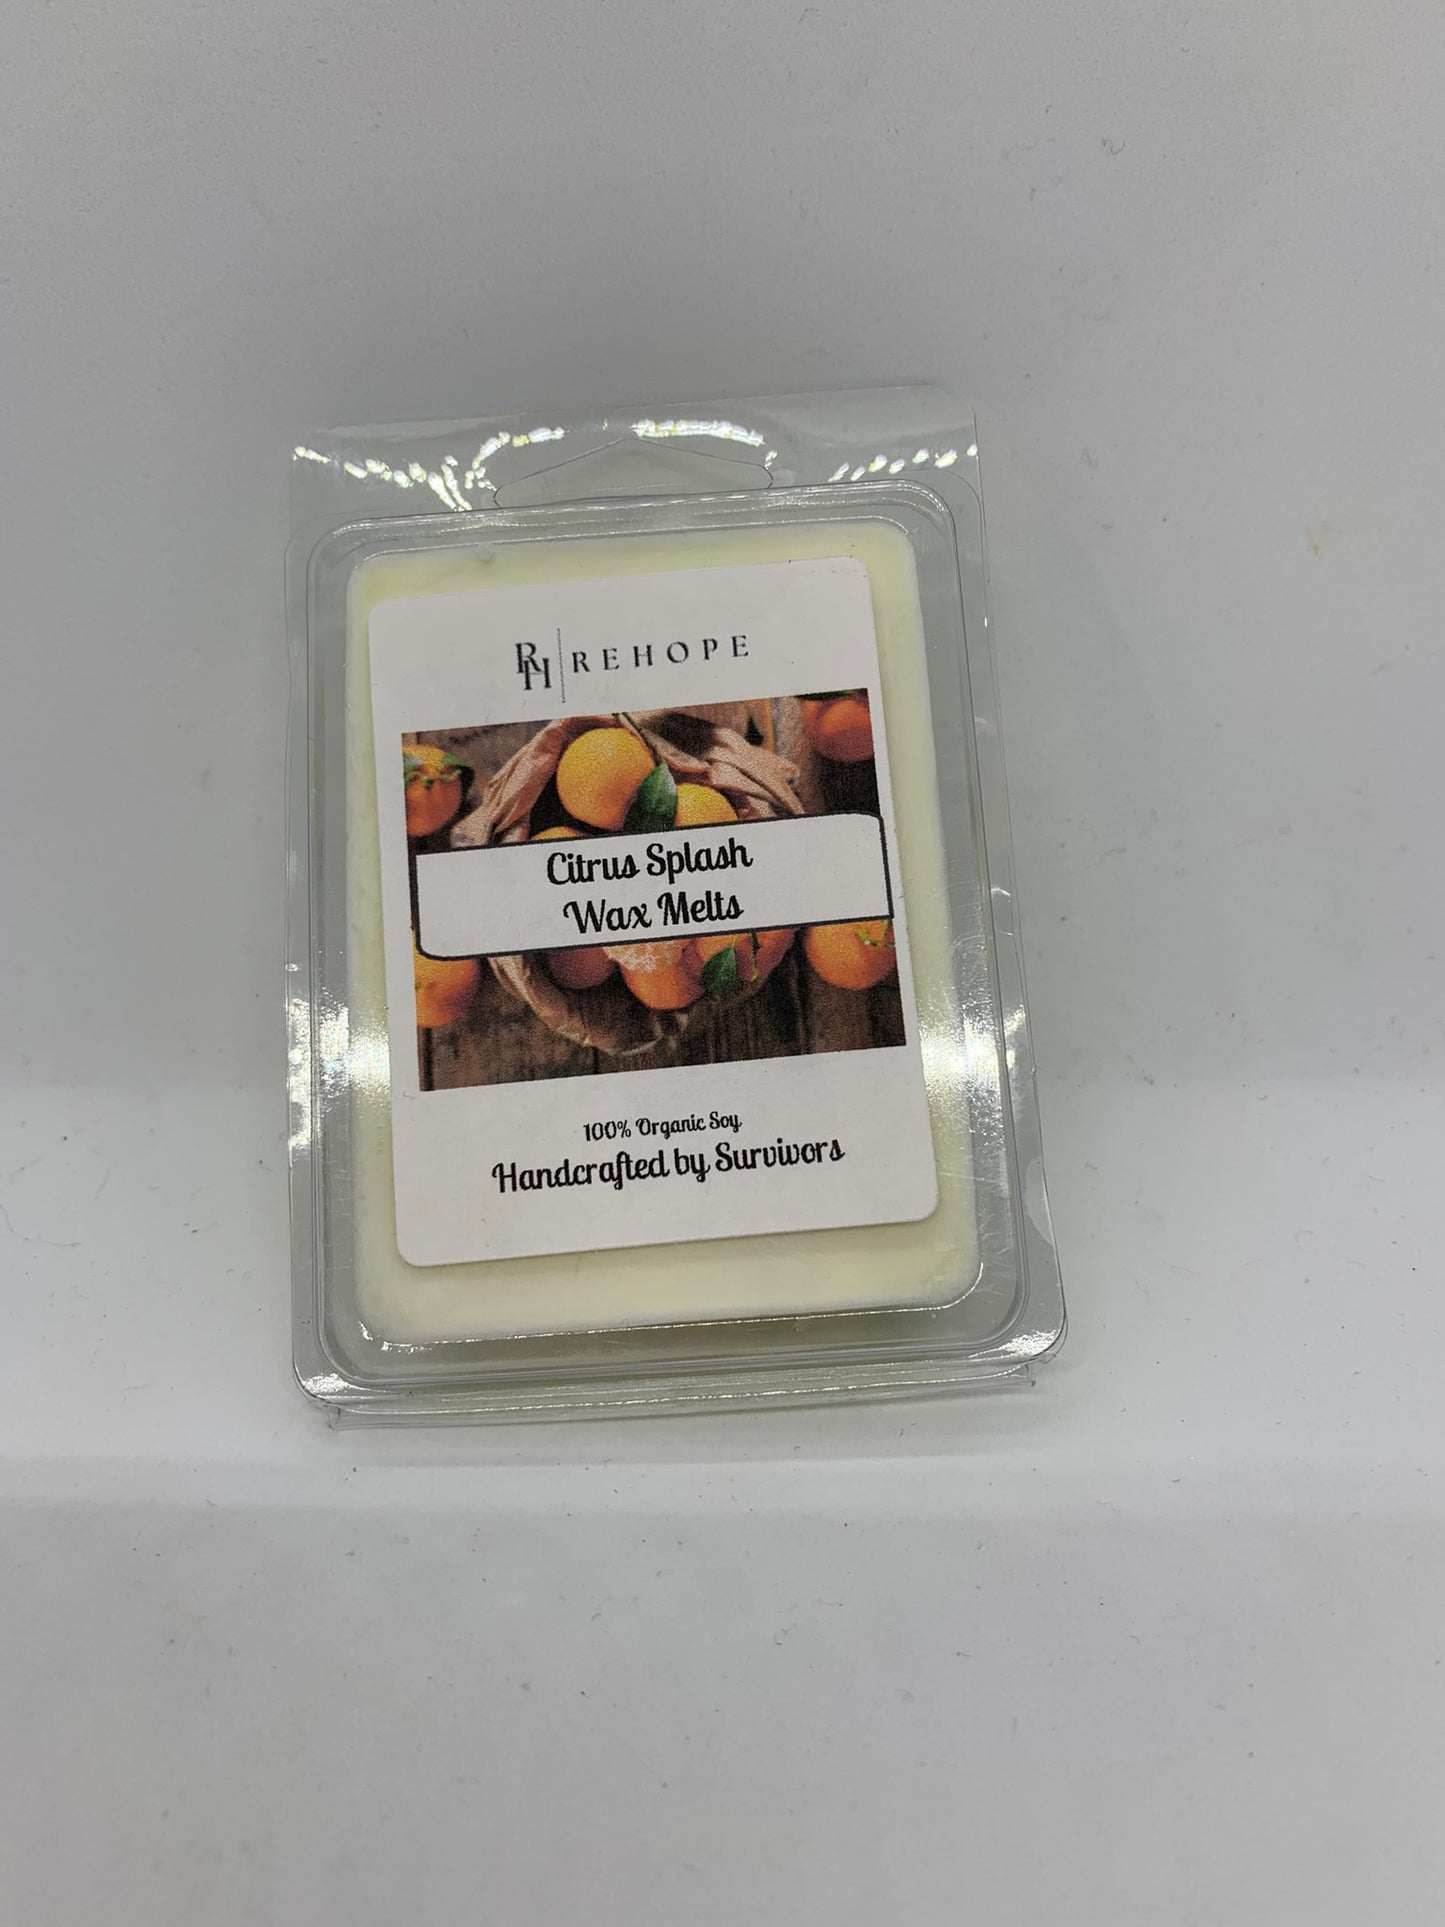 RH REHOPE
Citrus Splash
Wax Melts
100% Organic Soy
Handcrafted by Survivors